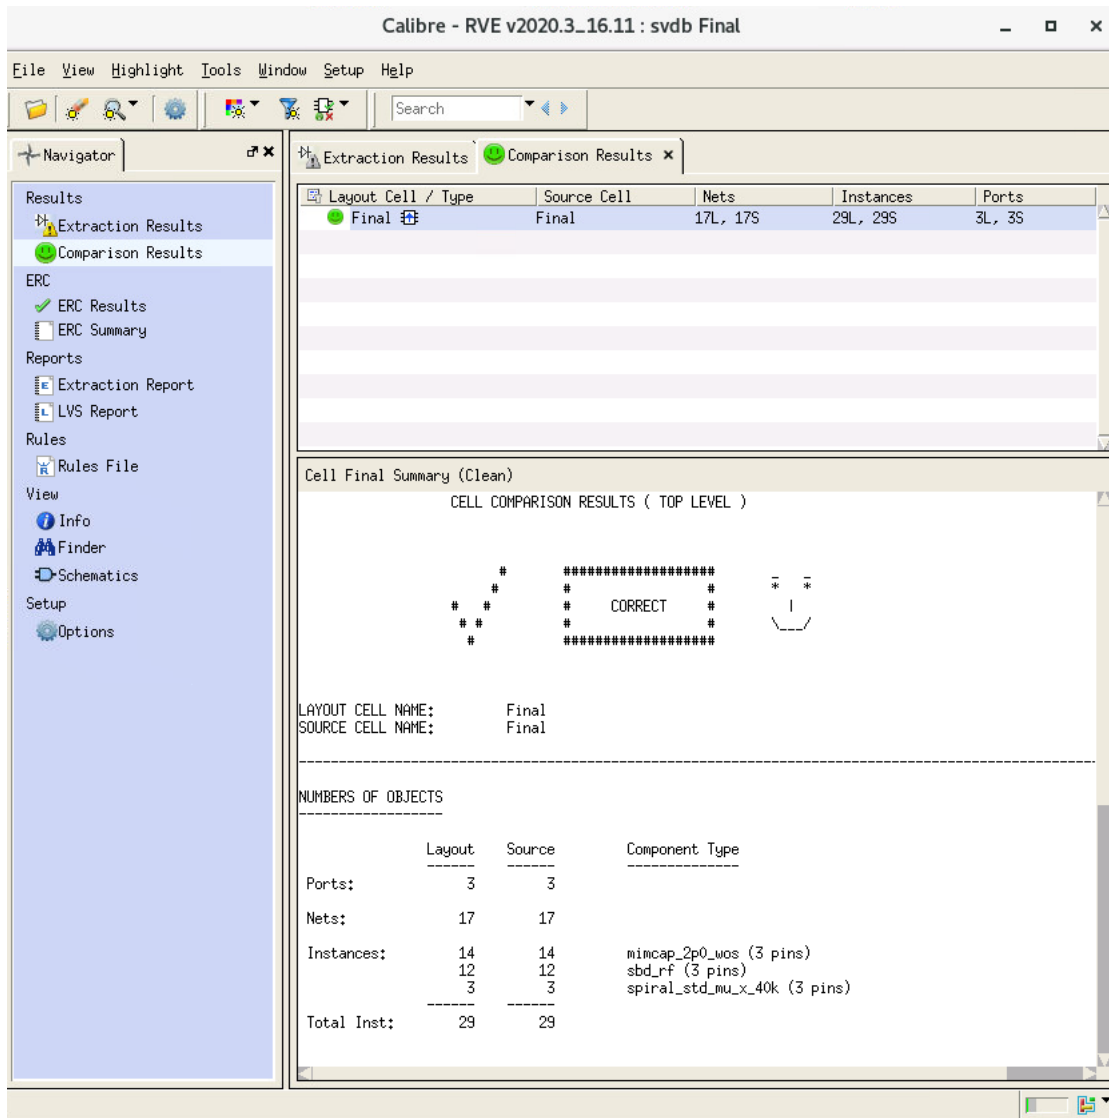 Calibre - RVE v2020.3_16.11 : svdb Final
File View Highlight Tools Window Setup Help
Search
Navigator
Extraction Results
Comparison Results
Results
Extraction Results
Comparison Results
ERC
ERC Results
ERC Summary
Reports
Extraction Report
LVS Report
Rules
Rules File
View
Info
Finder
Schematics
Setup
Options
Layout Cell / Type Source Cell Nets Instances Ports
Final Final 17L, 17S 29L, 29S 3L, 3S
Cell Final Summary (Clean)
CELL COMPARISON RESULTS ( TOP LEVEL )
# ################### _ _
# # # * *
# # # CORRECT # |
# # # # \___/
# ###################
LAYOUT CELL NAME: Final
SOURCE CELL NAME: Final
NUMBERS OF OBJECTS
Layout Source Component Type
Ports: 3 3
Nets: 17 17
Instances: 14 14 mimcap_2p0_wos (3 pins)
12 12 sbd_rf (3 pins)
3 3 spiral_std_mu_x_40k (3 pins)
Total Inst: 29 29